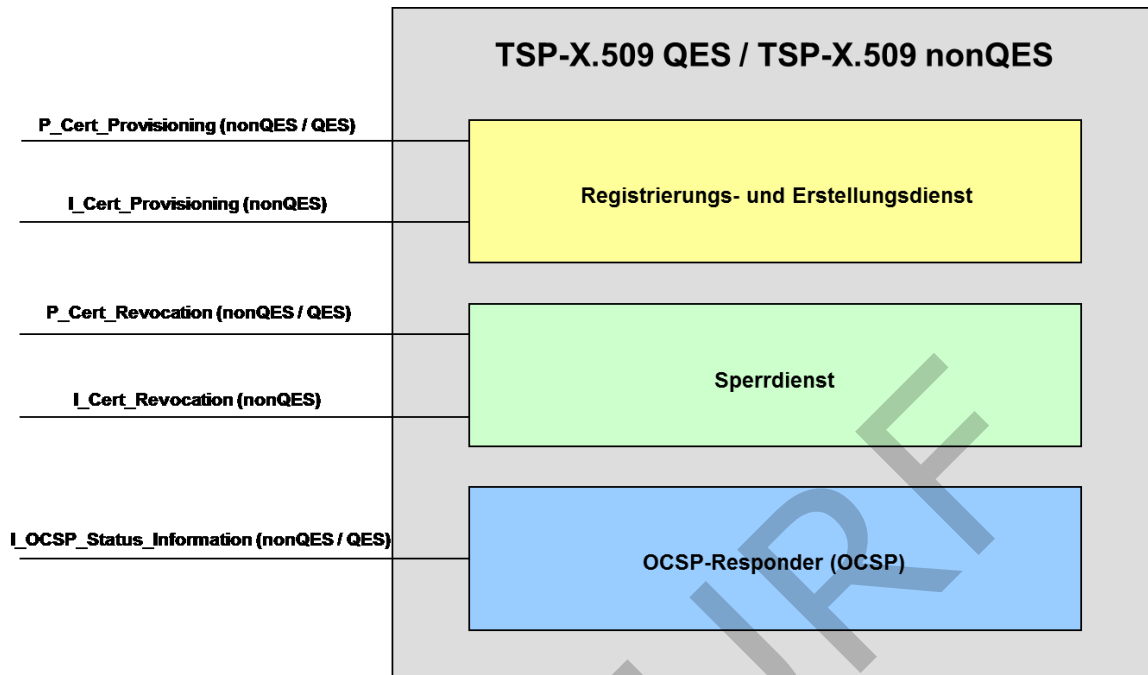 TSP-X.509 QES / TSP-X.509 nonQES
P_Cert_Provisioning (nonQES / QES)
I_Cert_Provisioning (nonQES)
Registrierungs- und Erstellungsdienst
P_Cert_Revocation (nonQES / QES)
I_Cert_Revocation (nonQES)
Sperrdienst
I_OCSP_Status_Information (nonQES / QES)
OCSP-Responder (OCSP)